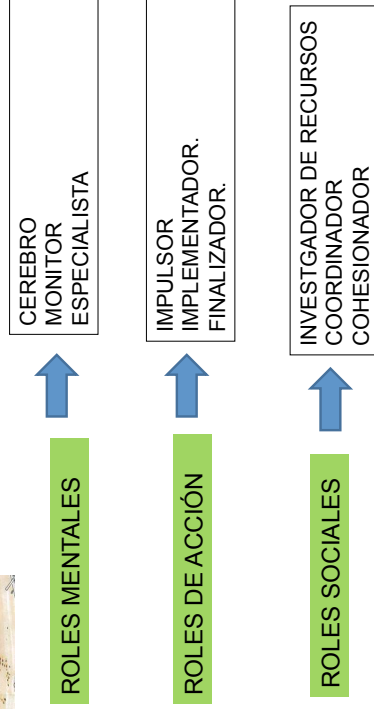 ROLES MENTALES
CEREBRO
MONITOR
ESPECIALISTA
ROLES DE ACCIÓN
IMPULSOR
IMPLEMENTADOR.
FINALIZADOR.
ROLES SOCIALES
INVESTGADOR DE RECURSOS
COORDINADOR
COHESIONADOR